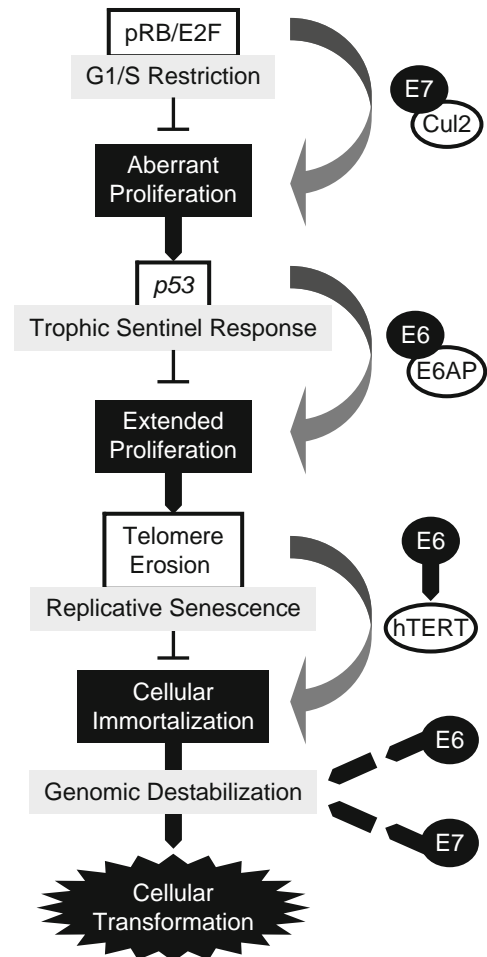 pRB/E2F
G1/S Restriction
E7
Cul2
Aberrant
Proliferation
p53
Trophic Sentinel Response
E6
E6AP
Extended
Proliferation
Telomere
Erosion
E6
Replicative Senescence
hTERT
Cellular
Immortalization
E6
Genomic Destabilization
E7
Cellular
Transformation